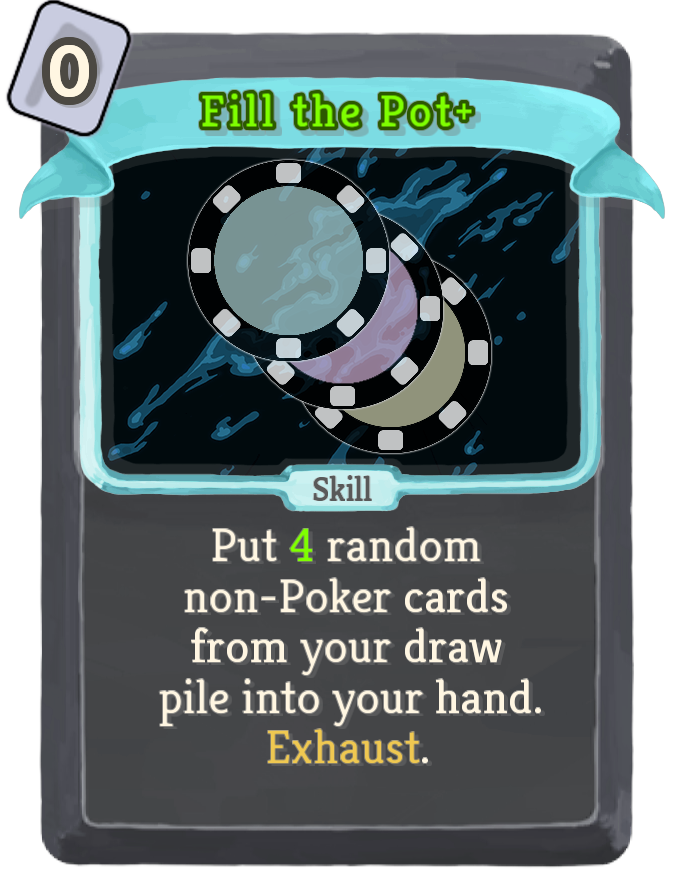 0
Fill the Pot+
Skill
Put 4 random
non-Poker cards
from your draw
pile into your hand.
Exhaust.